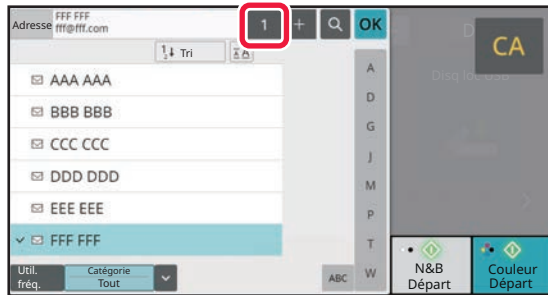 Adresse
FFF FFF
fff@fff.com
1
+
OK
CA
Tri
AAA AAA
BBB BBB
CCC CCC
DDD DDD
EEE EEE
FFF FFF
A
D
G
J
M
P
T
W
Util.
fréq.
Catégorie
Tout
ABC
N&B
Départ
Couleur
Départ